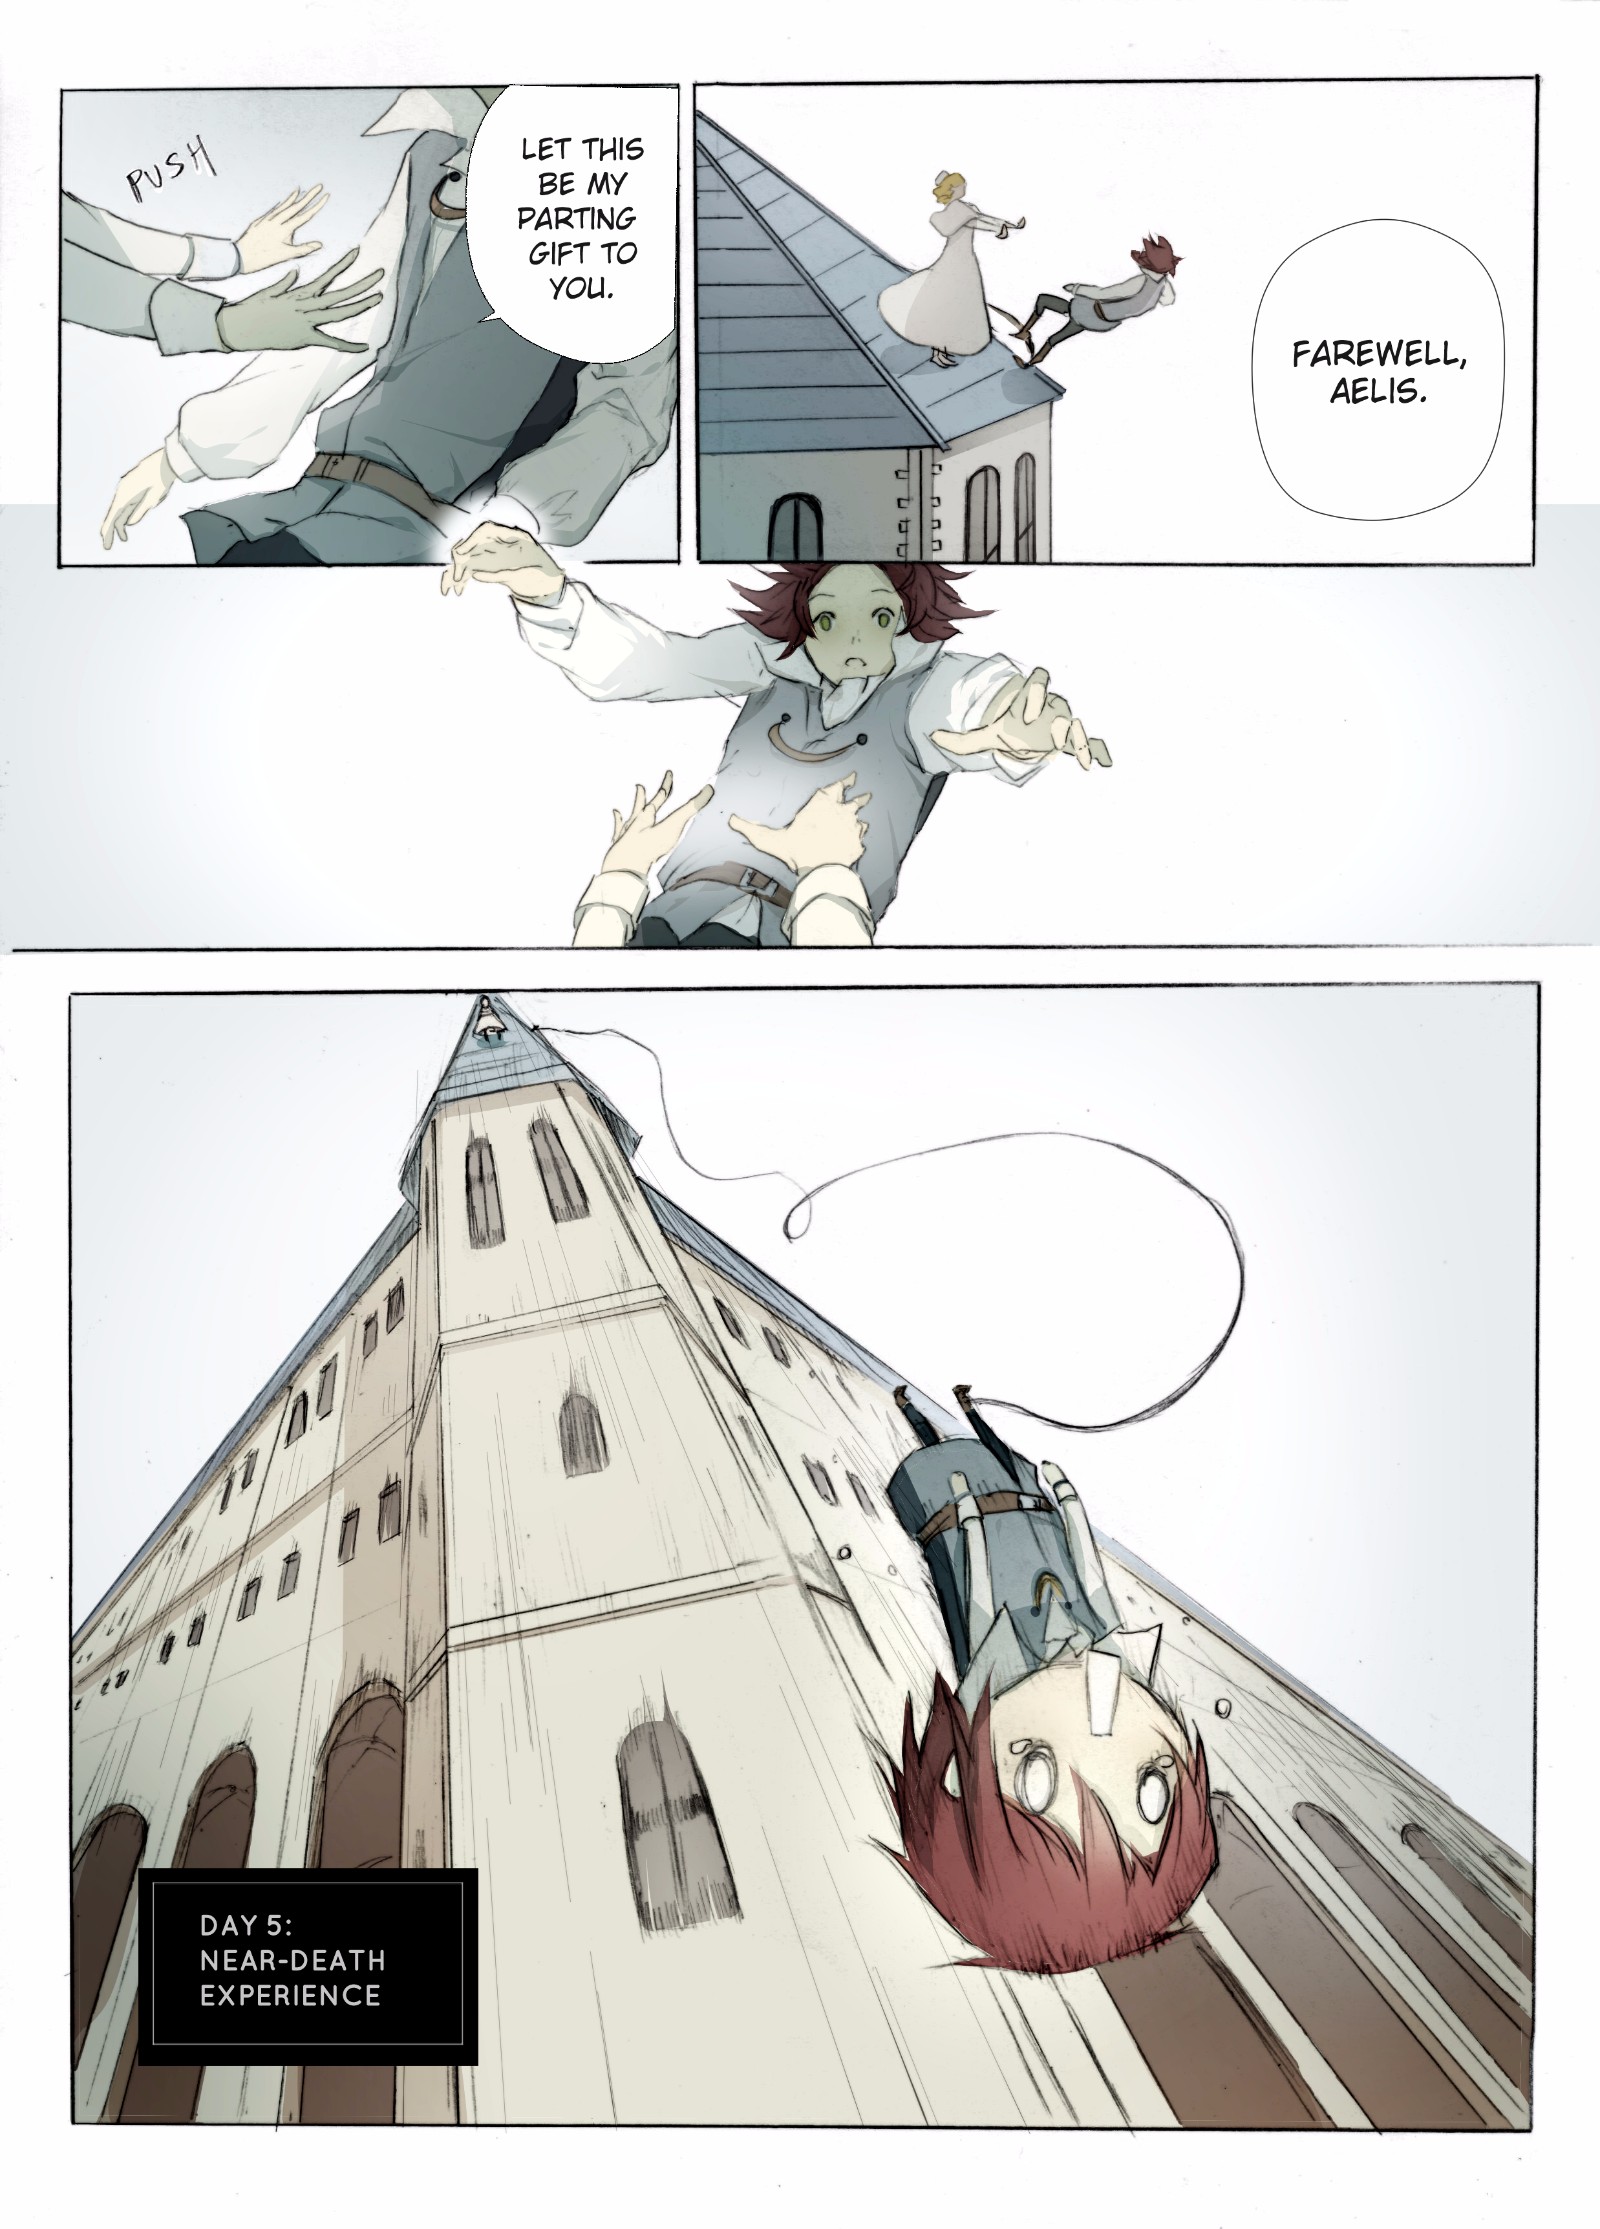 PUSH
LET THIS
BE MY
PARTING
GIFT TO
YOU.
FAREWELL,
AELIS.
DAY 5:
NEAR-DEATH
EXPERIENCE